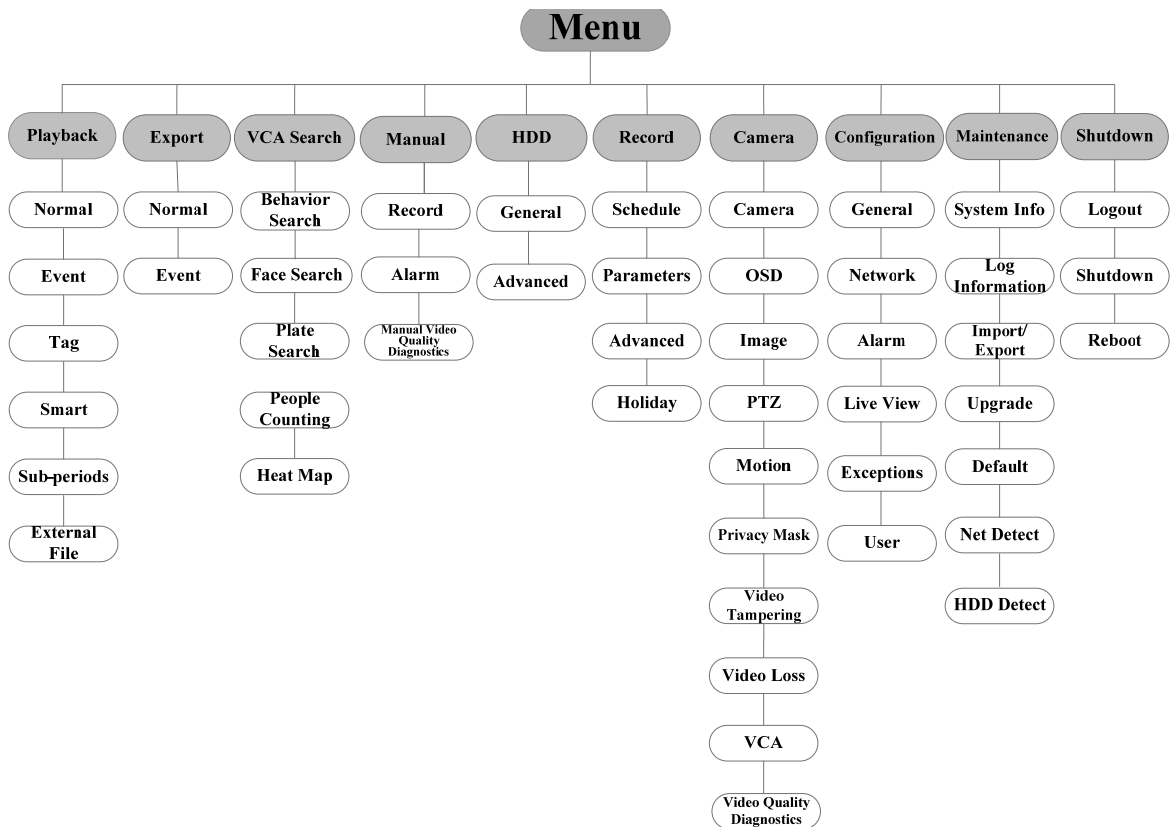 Menu
Playback
Export
VCA Search
Manual
HDD
Record
Camera
Configuration
Maintenance
Shutdown
Normal
Event
Tag
Smart
Sub-periods
External
File
Normal
Event
Behavior
Search
Face Search
Plate
Search
People
Counting
Heat Map
Record
Alarm
Manual Video
Quality
Diagnostics
General
Advanced
Schedule
Parameters
Advanced
Holiday
Camera
OSD
Image
PTZ
Motion
Privacy Mask
Video
Tampering
Video Loss
VCA
Video Quality
Diagnostics
General
Network
Alarm
Live View
Exceptions
User
System Info
Log
Information
Import/
Export
Upgrade
Default
Net Detect
HDD Detect
Logout
Shutdown
Reboot